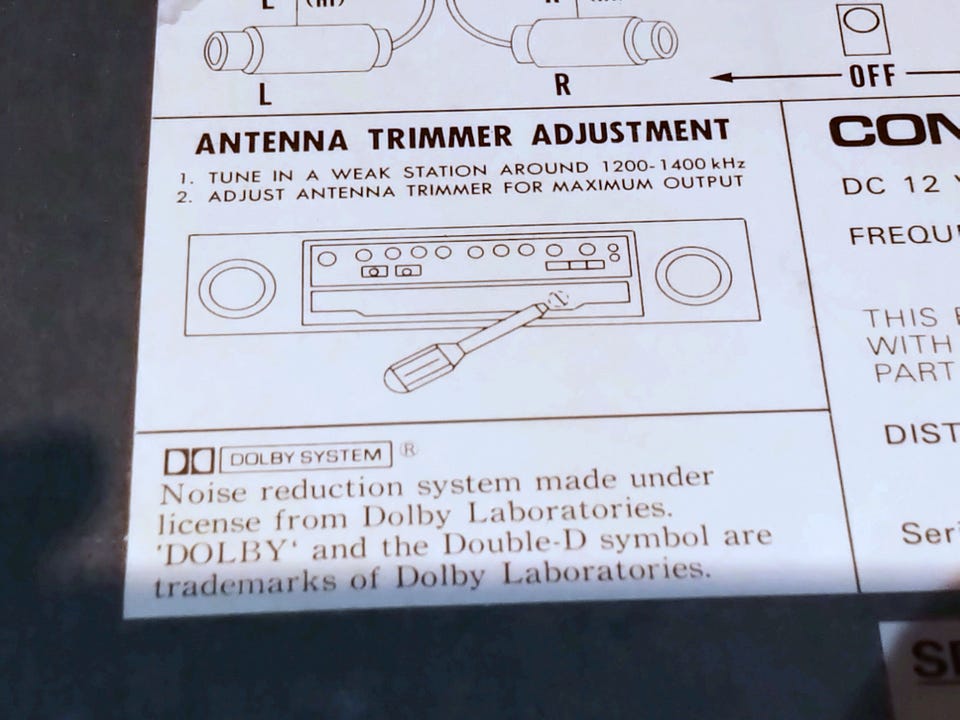 L
R
OFF
ANTENNA TRIMMER ADJUSTMENT
1. TUNE IN A WEAK STATION AROUND 1200-1400 kHz
2. ADJUST ANTENNA TRIMMER FOR MAXIMUM OUTPUT
DOLBY SYSTEM ®
Noise reduction system made under
license from Dolby Laboratories.
'DOLBY' and the Double-D symbol are
trademarks of Dolby Laboratories.
CON
DC 12
FREQU
THIS
WITH
PART
DIST
Seri